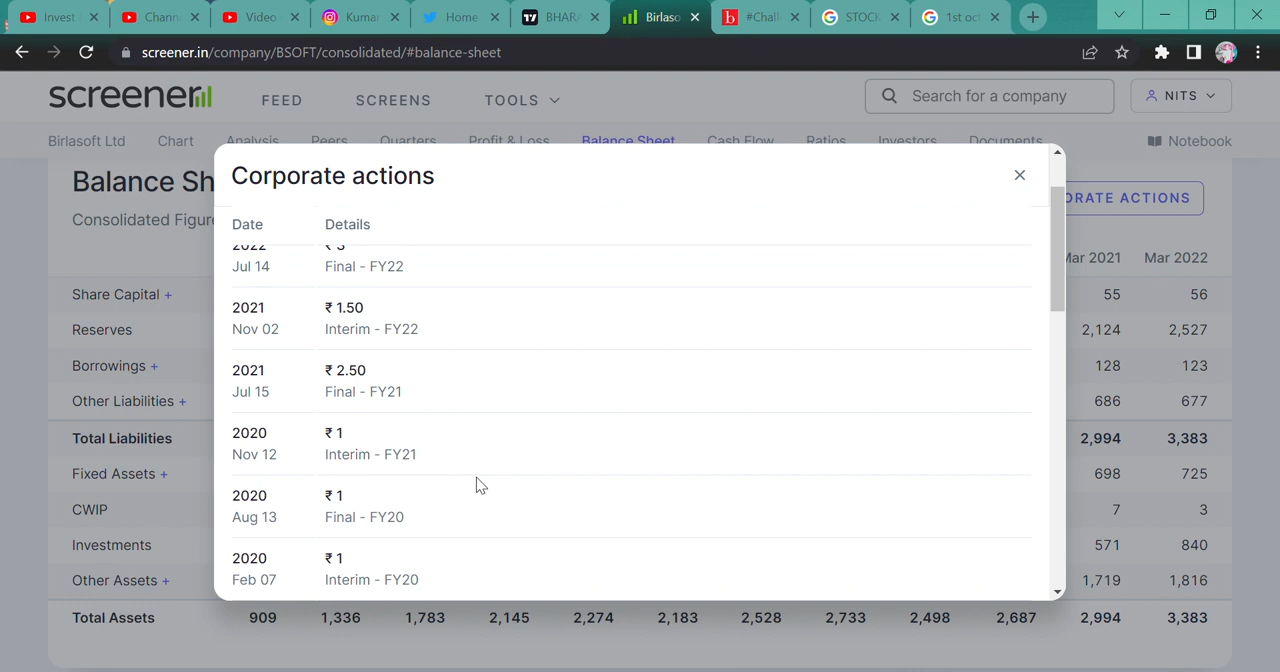 Invest
Chann
Video
Kumar
Home
BHARA
Birlaso
#Chall
STOCK
1st oct
screener.in/company/BSOFT/consolidated/#balance-sheet
screener
FEED
SCREENS
TOOLS
Search for a company
NITS
Birlasoft Ltd
Chart
Analysis
Peers
Quarters
Profit & Loss
Balance Sheet
Cash Flow
Ratios
Investors
Documents
Notebook
Balance Sh
Consolidated Figure
ORATE ACTIONS
Corporate actions
Date Details
2022 ₹ 3
Jul 14 Final - FY22
2021 ₹ 1.50
Nov 02 Interim - FY22
2021 ₹ 2.50
Jul 15 Final - FY21
2020 ₹ 1
Nov 12 Interim - FY21
2020 ₹ 1
Aug 13 Final - FY20
2020 ₹ 1
Feb 07 Interim - FY20
Mar 2021 Mar 2022
Share Capital + 55 56
Reserves 2,124 2,527
Borrowings + 128 123
Other Liabilities + 686 677
Total Liabilities 2,994 3,383
Fixed Assets + 698 725
CWIP 7 3
Investments 571 840
Other Assets + 1,719 1,816
Total Assets 909 1,336 1,783 2,145 2,274 2,183 2,528 2,733 2,498 2,687 2,994 3,383